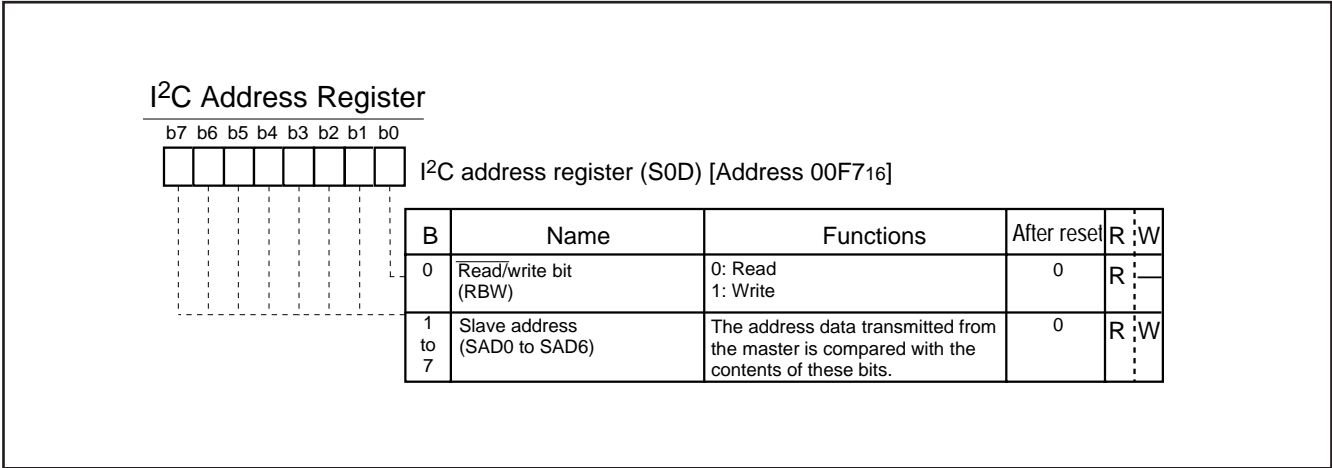 I²C Address Register
b7 b6 b5 b4 b3 b2 b1 b0
I²C address register (S0D) [Address 00F7₁₆]
B Name Functions After reset R W
0 Read/write bit 0: Read 0 R —
(RBW) 1: Write
1 Slave address The address data transmitted from 0 R W
to (SAD0 to SAD6) the master is compared with the
7 contents of these bits.